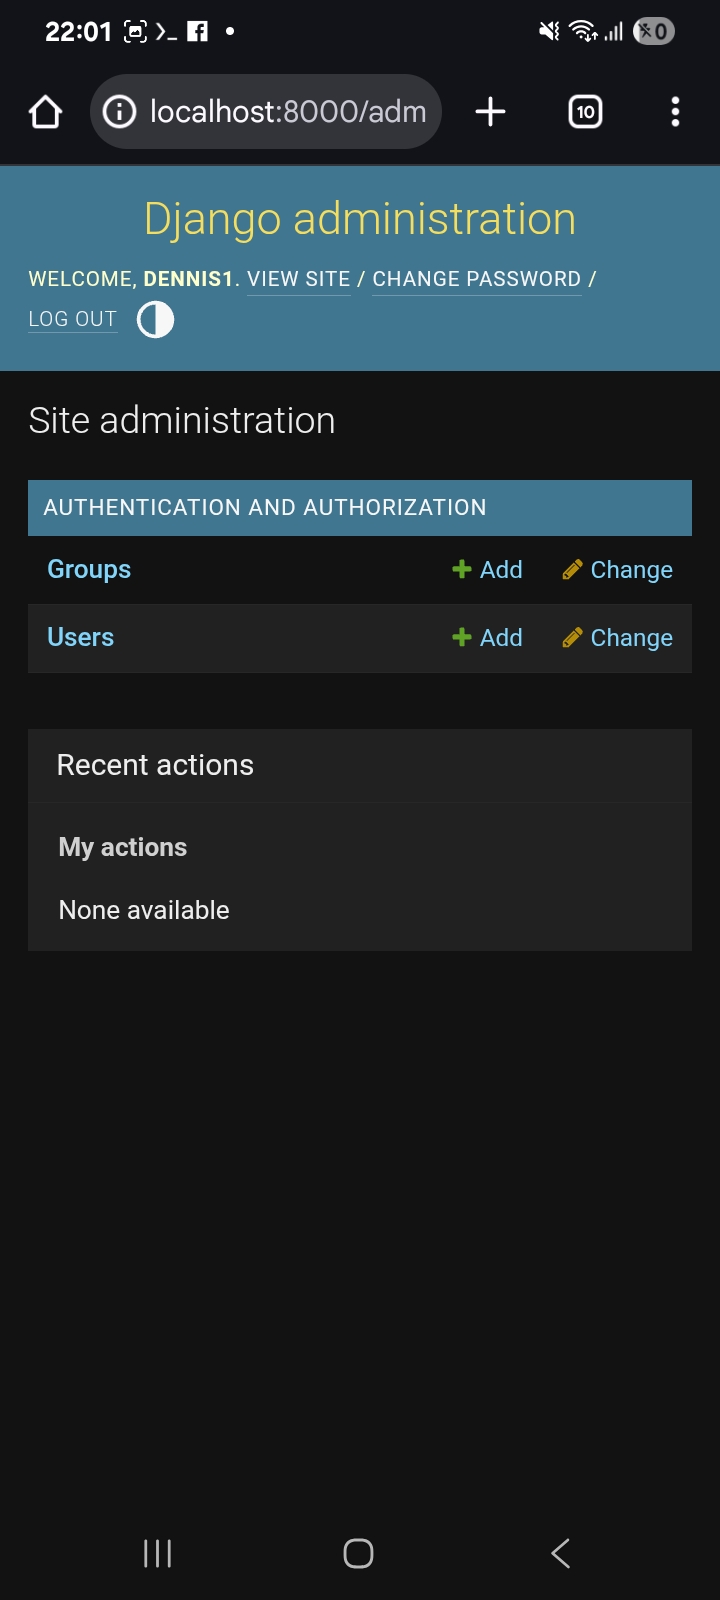 22:01
0
localhost:8000/adm
10
Django administration
WELCOME, DENNIS1. VIEW SITE / CHANGE PASSWORD /
LOG OUT
Site administration
AUTHENTICATION AND AUTHORIZATION
Groups Add Change
Users Add Change
Recent actions
My actions
None available